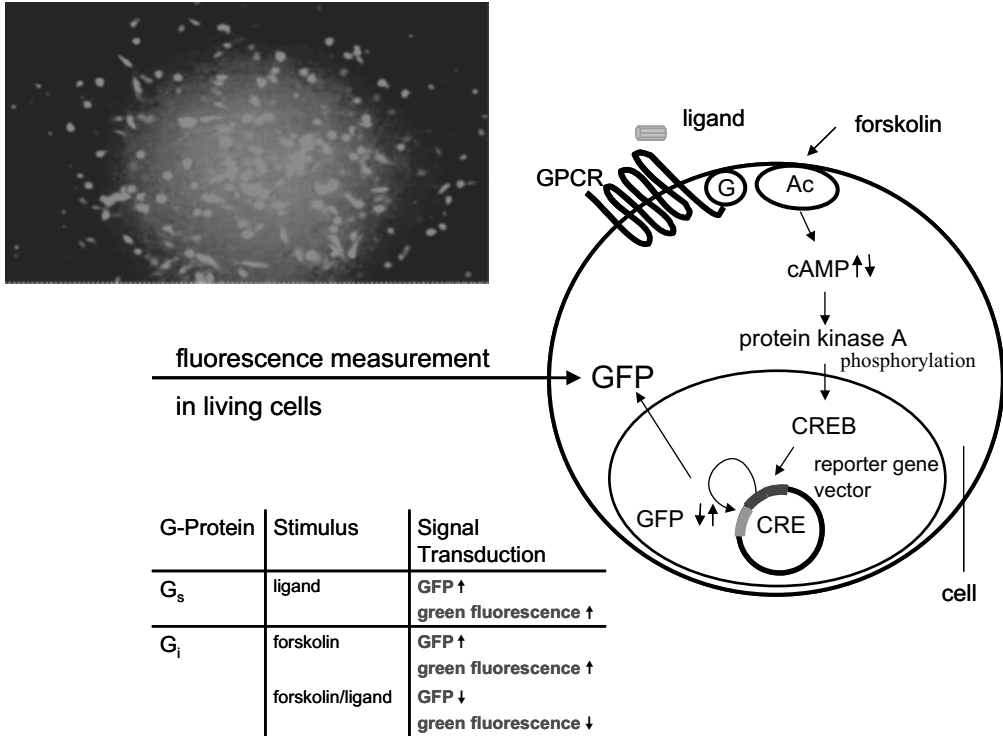 ligand
forskolin
GPCR
G
Ac
cAMP↑↓
protein kinase A
phosphorylation
fluorescence measurement
GFP
in living cells
CREB
reporter gene
vector
GFP ↓↑
CRE
cell
G-Protein Stimulus Signal
Transduction
Gs ligand GFP ↑
green fluorescence ↑
Gi forskolin GFP ↑
green fluorescence ↑
forskolin/ligand GFP ↓
green fluorescence ↓